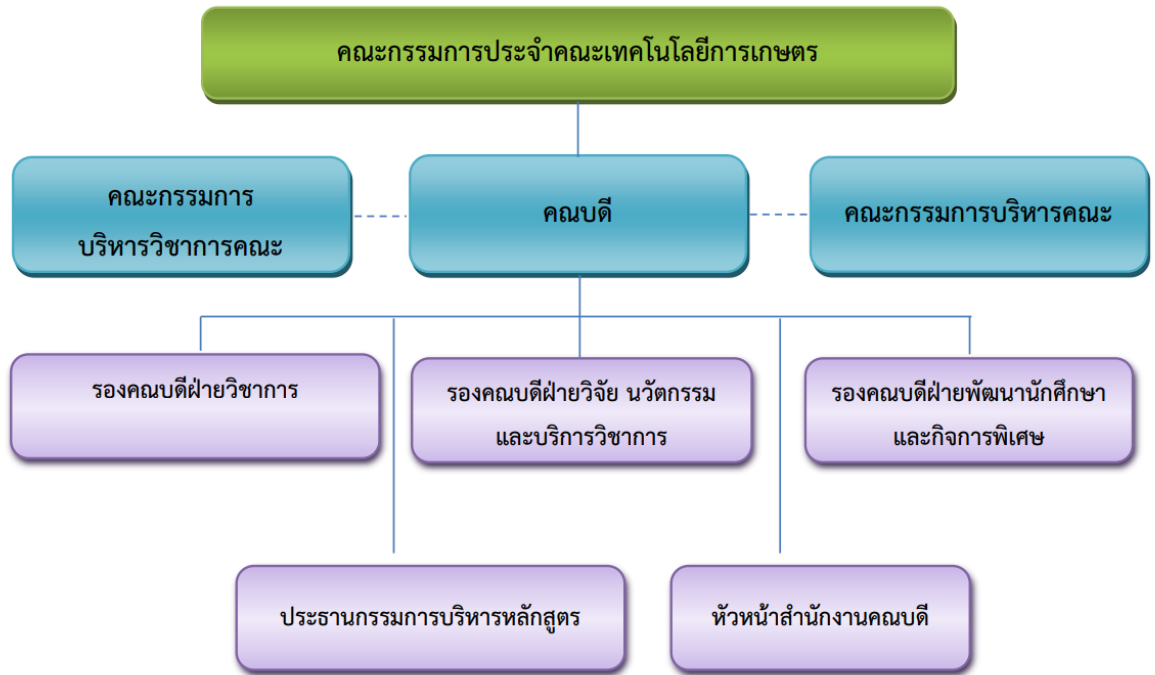 คณะกรรมการประจำคณะเทคโนโลยีการเกษตร
คณะกรรมการ
บริหารวิชาการคณะ
คณบดี
คณะกรรมการบริหารคณะ
รองคณบดีฝ่ายวิชาการ
รองคณบดีฝ่ายวิจัย นวัตกรรม
และบริการวิชาการ
รองคณบดีฝ่ายพัฒนานักศึกษา
และกิจการพิเศษ
ประธานกรรมการบริหารหลักสูตร
หัวหน้าสำนักงานคณบดี